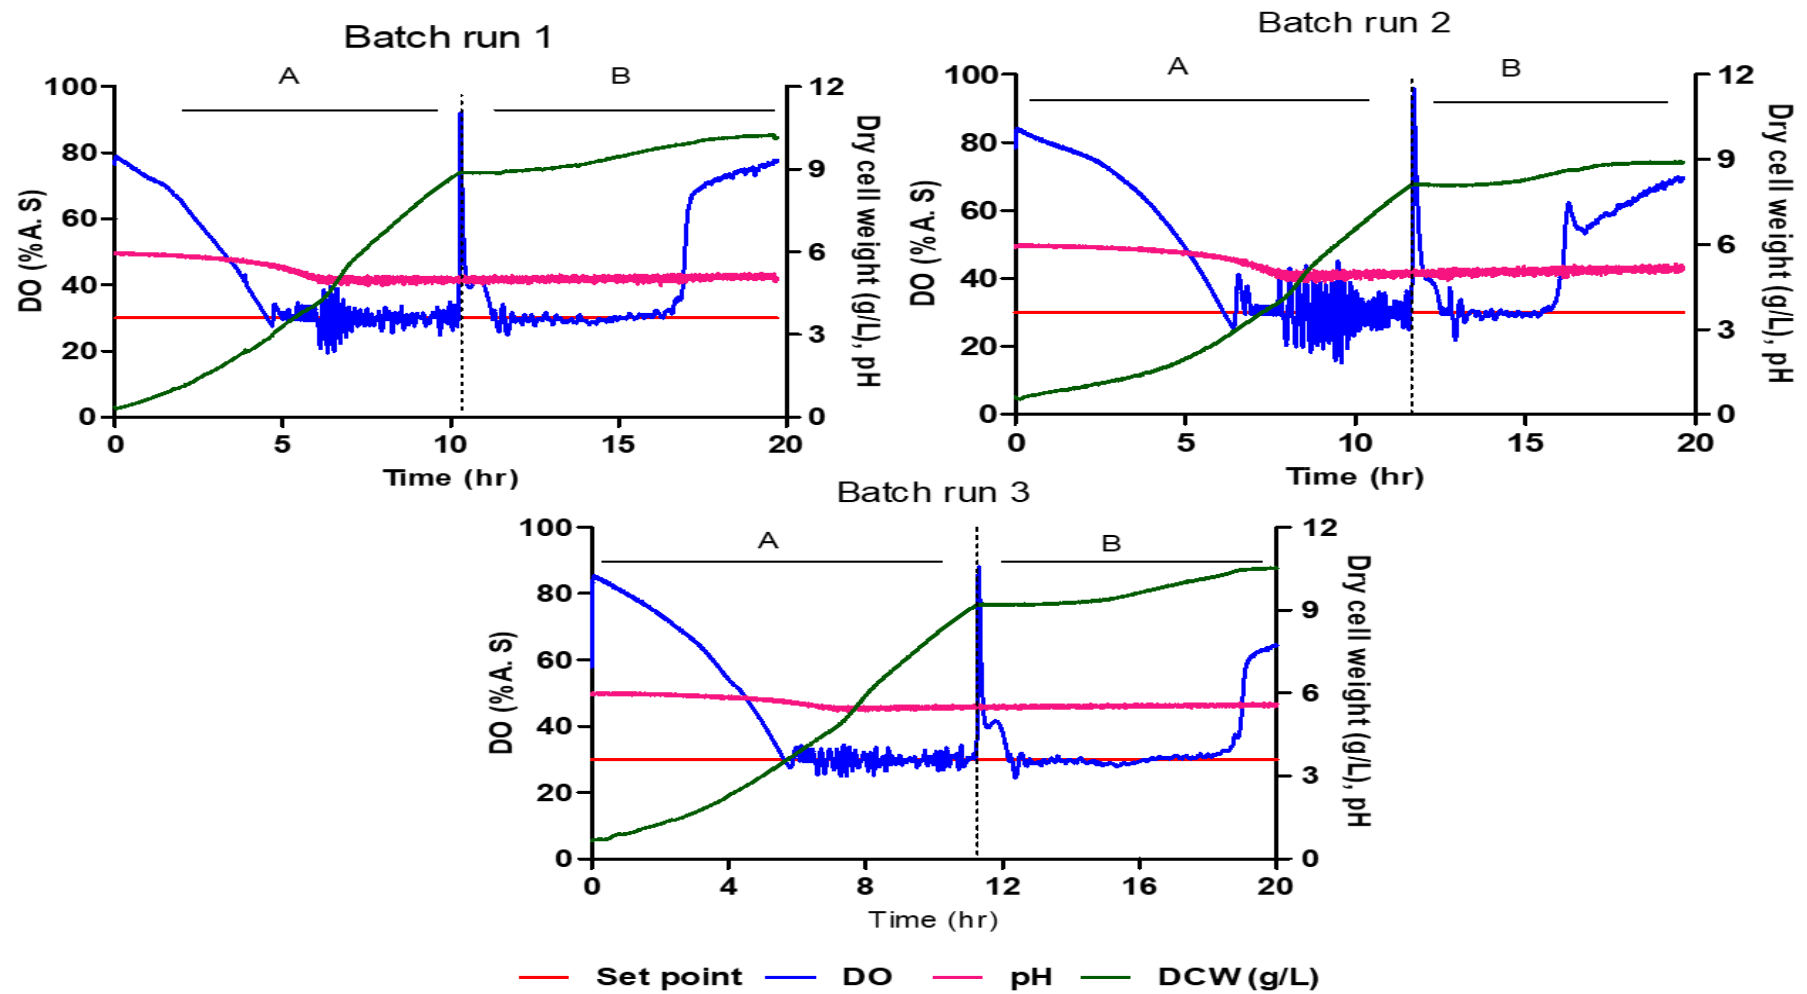 Batch run 1
A
B
100
80
60
40
20
0
DO (% A. S)
12
9
6
3
0
Dry cell weight (g/L), pH
0
5
10
15
20
Time (hr)
Batch run 2
A
B
100
80
60
40
20
0
DO (% A. S)
12
9
6
3
0
Dry cell weight (g/L), pH
0
5
10
15
20
Time (hr)
Batch run 3
A
B
100
80
60
40
20
0
DO (% A. S)
12
9
6
3
0
Dry cell weight (g/L), pH
0
4
8
12
16
20
Time (hr)
Set point DO pH DCW (g/L)